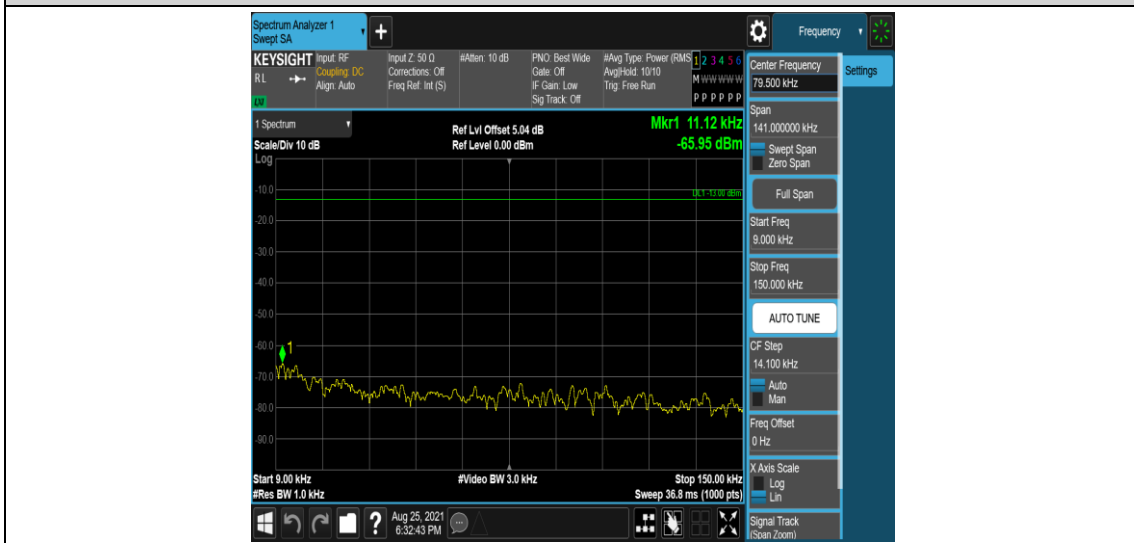 Spectrum Analyzer 1
Swept SA
+
Frequency
KEYSIGHT
RL
LXI
Input: RF
Coupling: DC
Align: Auto
Input Z: 50 Ω
Corrections: Off
Freq Ref: Int (S)
#Atten: 10 dB
PNO: Best Wide
Gate: Off
IF Gain: Low
Sig Track: Off
#Avg Type: Power (RMS
Avg|Hold: 10/10
Trig: Free Run
1 2 3 4 5 6
M W W W W W
P P P P P P
Center Frequency
79.500 kHz
Settings
Span
141.000000 kHz
Swept Span
Zero Span
Full Span
Start Freq
9.000 kHz
Stop Freq
150.000 kHz
AUTO TUNE
CF Step
14.100 kHz
Auto
Man
Freq Offset
0 Hz
X Axis Scale
Log
Lin
Signal Track
(Span Zoom)
1 Spectrum
Scale/Div 10 dB
Log
Ref Lvl Offset 5.04 dB
Ref Level 0.00 dBm
Mkr1 11.12 kHz
-65.95 dBm
DL1 -13.00 dBm
-10.0
-20.0
-30.0
-40.0
-50.0
-60.0
1
-70.0
-80.0
-90.0
Start 9.00 kHz
#Video BW 3.0 kHz
Stop 150.00 kHz
#Res BW 1.0 kHz
Sweep 36.8 ms (1000 pts)
?
Aug 25, 2021
6:32:43 PM